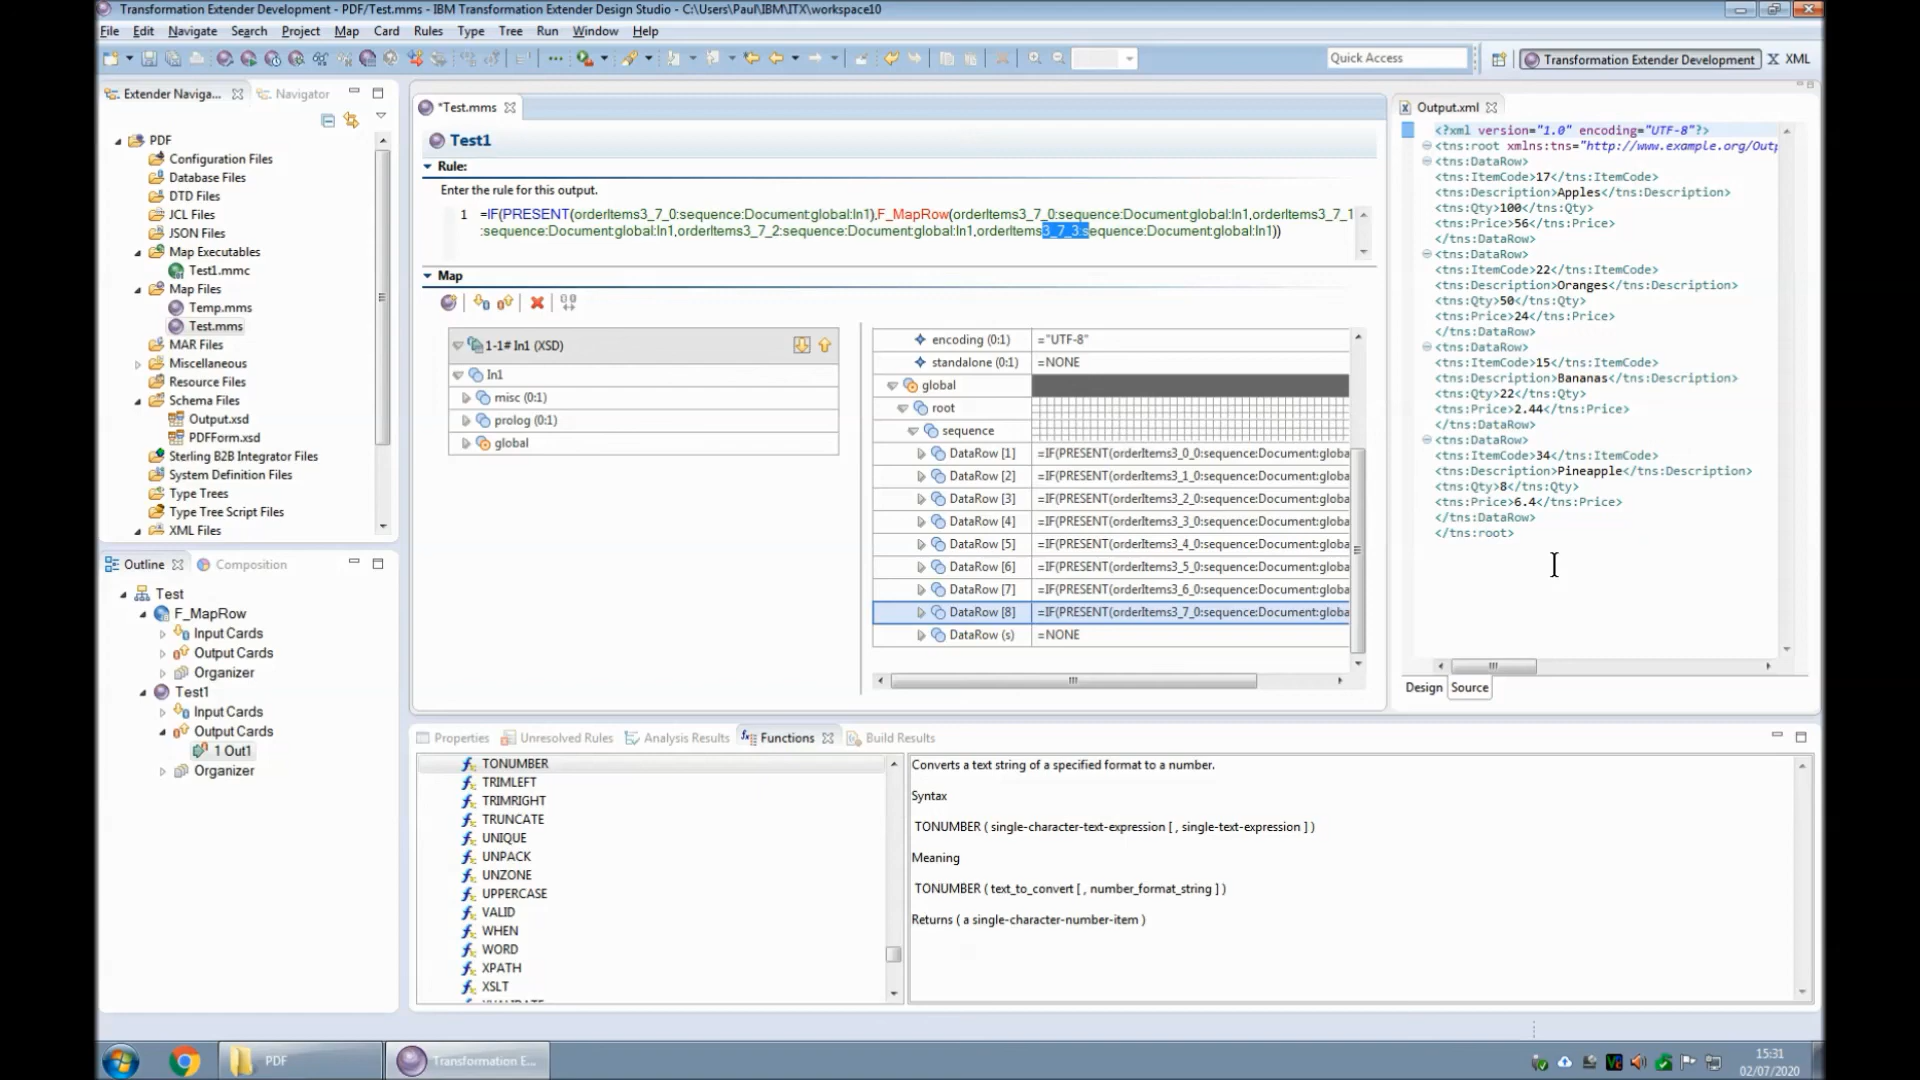 Transformation Extender Development - PDF/Test.mms - IBM Transformation Extender Design Studio - C:\Users\Paul\IBM\ITX\workspace10
File Edit Navigate Search Project Map Card Rules Type Tree Run Window Help
Quick Access
Transformation Extender Development
XML
Extender Naviga...
Navigator
PDF
Configuration Files
Database Files
DTD Files
JCL Files
JSON Files
Map Executables
Test1.mmc
Map Files
Temp.mms
Test.mms
MAR Files
Miscellaneous
Resource Files
Schema Files
Output.xsd
PDFForm.xsd
Sterling B2B Integrator Files
System Definition Files
Type Trees
Type Tree Script Files
XML Files
Outline
Composition
Test
F_MapRow
Input Cards
Output Cards
Organizer
Test1
Input Cards
Output Cards
1 Out1
Organizer
*Test.mms
Test1
Rule:
Enter the rule for this output.
1 =IF(PRESENT(orderItems3_7_0:sequence:Document:global:In1),F_MapRow(orderItems3_7_0:sequence:Document:global:In1,orderItems3_7_1
:sequence:Document:global:In1,orderItems3_7_2:sequence:Document:global:In1,orderItems3_7_3:sequence:Document:global:In1))
Map
1-1# In1 (XSD)
In1
misc (0:1)
prolog (0:1)
global
encoding (0:1) ="UTF-8"
standalone (0:1) =NONE
global
root
sequence
DataRow [1] =IF(PRESENT(orderItems3_0_0:sequence:Document:globa
DataRow [2] =IF(PRESENT(orderItems3_1_0:sequence:Document:globa
DataRow [3] =IF(PRESENT(orderItems3_2_0:sequence:Document:globa
DataRow [4] =IF(PRESENT(orderItems3_3_0:sequence:Document:globa
DataRow [5] =IF(PRESENT(orderItems3_4_0:sequence:Document:globa
DataRow [6] =IF(PRESENT(orderItems3_5_0:sequence:Document:globa
DataRow [7] =IF(PRESENT(orderItems3_6_0:sequence:Document:globa
DataRow [8] =IF(PRESENT(orderItems3_7_0:sequence:Document:globa
DataRow (s) =NONE
Output.xml
<?xml version="1.0" encoding="UTF-8"?>
<tns:root xmlns:tns="http://www.example.org/Outp
<tns:DataRow>
<tns:ItemCode>17</tns:ItemCode>
<tns:Description>Apples</tns:Description>
<tns:Qty>100</tns:Qty>
<tns:Price>56</tns:Price>
</tns:DataRow>
<tns:DataRow>
<tns:ItemCode>22</tns:ItemCode>
<tns:Description>Oranges</tns:Description>
<tns:Qty>50</tns:Qty>
<tns:Price>24</tns:Price>
</tns:DataRow>
<tns:DataRow>
<tns:ItemCode>15</tns:ItemCode>
<tns:Description>Bananas</tns:Description>
<tns:Qty>22</tns:Qty>
<tns:Price>2.44</tns:Price>
</tns:DataRow>
<tns:DataRow>
<tns:ItemCode>34</tns:ItemCode>
<tns:Description>Pineapple</tns:Description>
<tns:Qty>8</tns:Qty>
<tns:Price>6.4</tns:Price>
</tns:DataRow>
</tns:root>
Design Source
Properties
Unresolved Rules
Analysis Results
Functions
Build Results
TONUMBER
TRIMLEFT
TRIMRIGHT
TRUNCATE
UNIQUE
UNPACK
UNZONE
UPPERCASE
VALID
WHEN
WORD
XPATH
XSLT
Converts a text string of a specified format to a number.
Syntax
TONUMBER ( single-character-text-expression [ , single-text-expression ] )
Meaning
TONUMBER ( text_to_convert [ , number_format_string ] )
Returns ( a single-character-number-item )
PDF
Transformation E...
15:31
02/07/2020